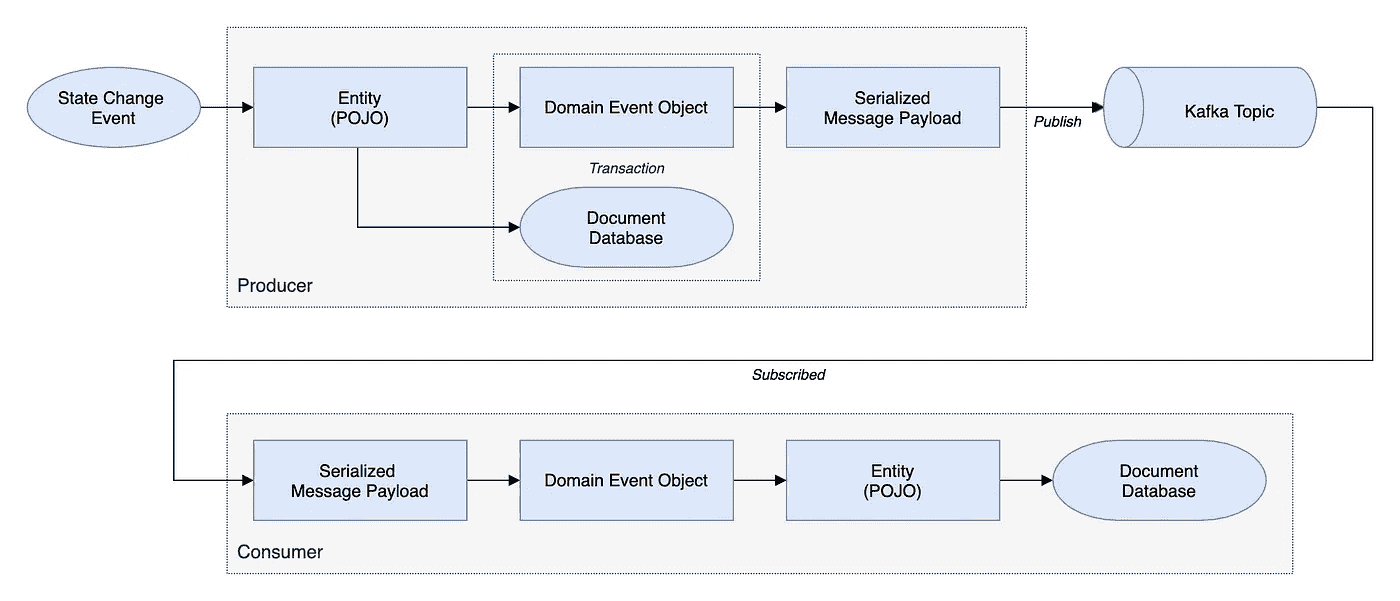 State Change
Event
Entity
(POJO)
Domain Event Object
Serialized
Message Payload
Publish
Kafka Topic
Transaction
Document
Database
Producer
Subscribed
Serialized
Message Payload
Domain Event Object
Entity
(POJO)
Document
Database
Consumer